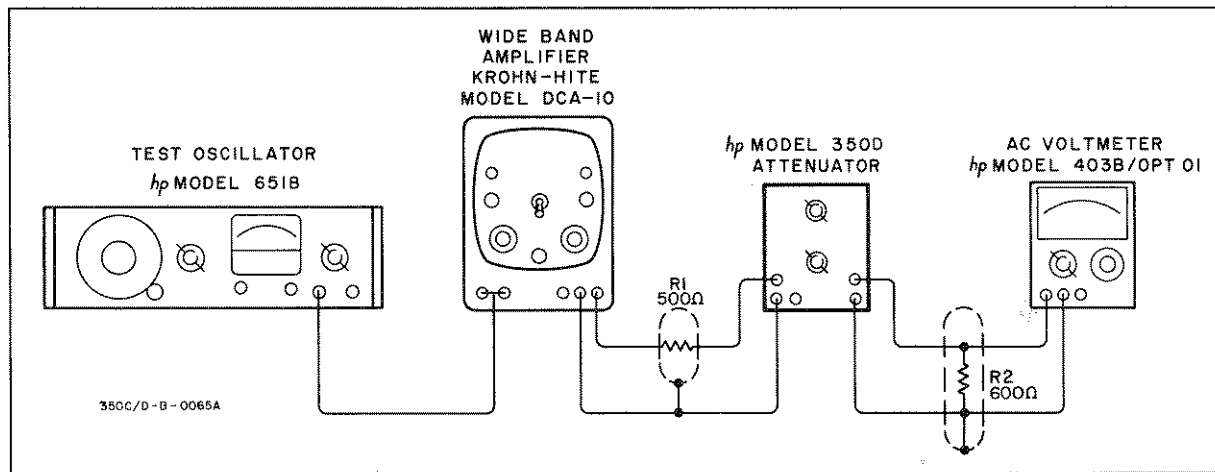 WIDE BAND
AMPLIFIER
KROHN-HITE
MODEL DCA-10
TEST OSCILLATOR
hp MODEL 651B
hp MODEL 350D
ATTENUATOR
AC VOLTMETER
hp MODEL 403B/OPT 01
R1
500Ω
R2
600Ω
350C/D-B-0065A